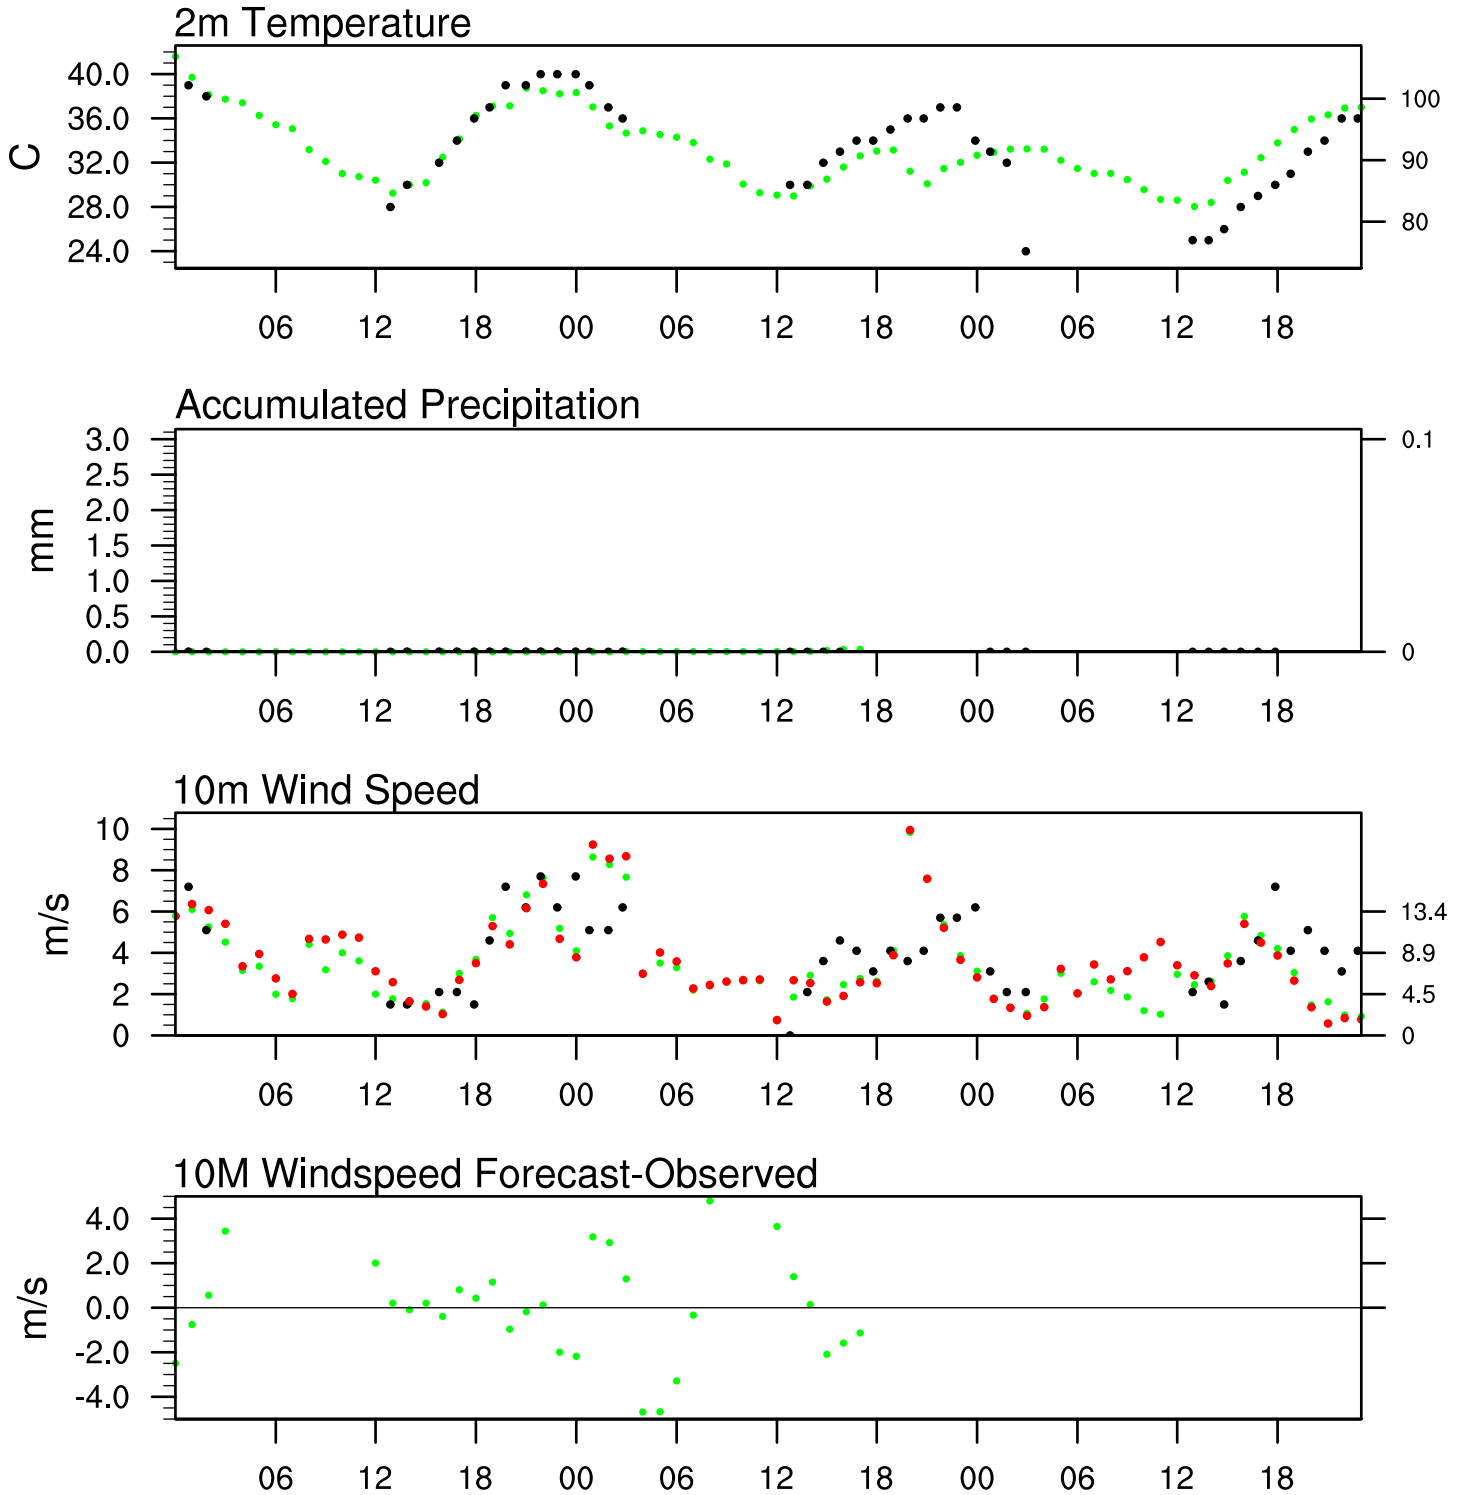 2m Temperature
40.0
36.0
32.0
28.0
24.0
C
100
90
80
06 12 18 00 06 12 18 00 06 12 18
Accumulated Precipitation
3.0
2.5
2.0
1.5
1.0
0.5
0.0
mm
0.1
0
06 12 18 00 06 12 18 00 06 12 18
10m Wind Speed
10
8
6
4
2
0
m/s
13.4
8.9
4.5
0
06 12 18 00 06 12 18 00 06 12 18
10M Windspeed Forecast-Observed
4.0
2.0
0.0
-2.0
-4.0
m/s
06 12 18 00 06 12 18 00 06 12 18